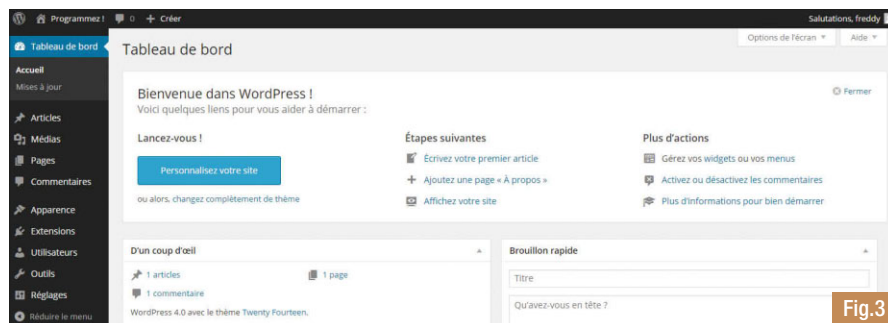 Programmez ! 0 + Créer Salutations, freddy
Tableau de bord
Options de l'écran Aide
Tableau de bord
Accueil
Mises à jour
Articles
Médias
Pages
Commentaires
Apparence
Extensions
Utilisateurs
Outils
Réglages
Réduire le menu
Bienvenue dans WordPress !
Fermer
Voici quelques liens pour vous aider à démarrer :
Lancez-vous !
Personnalisez votre site
ou alors, changez complètement de thème
Étapes suivantes
Écrivez votre premier article
Ajoutez une page « À propos »
Affichez votre site
Plus d'actions
Gérez vos widgets ou vos menus
Activez ou désactivez les commentaires
Plus d'informations pour bien démarrer
D'un coup d'œil
1 articles 1 page
1 commentaire
WordPress 4.0 avec le thème Twenty Fourteen.
Brouillon rapide
Titre
Qu'avez-vous en tête ?
Fig.3